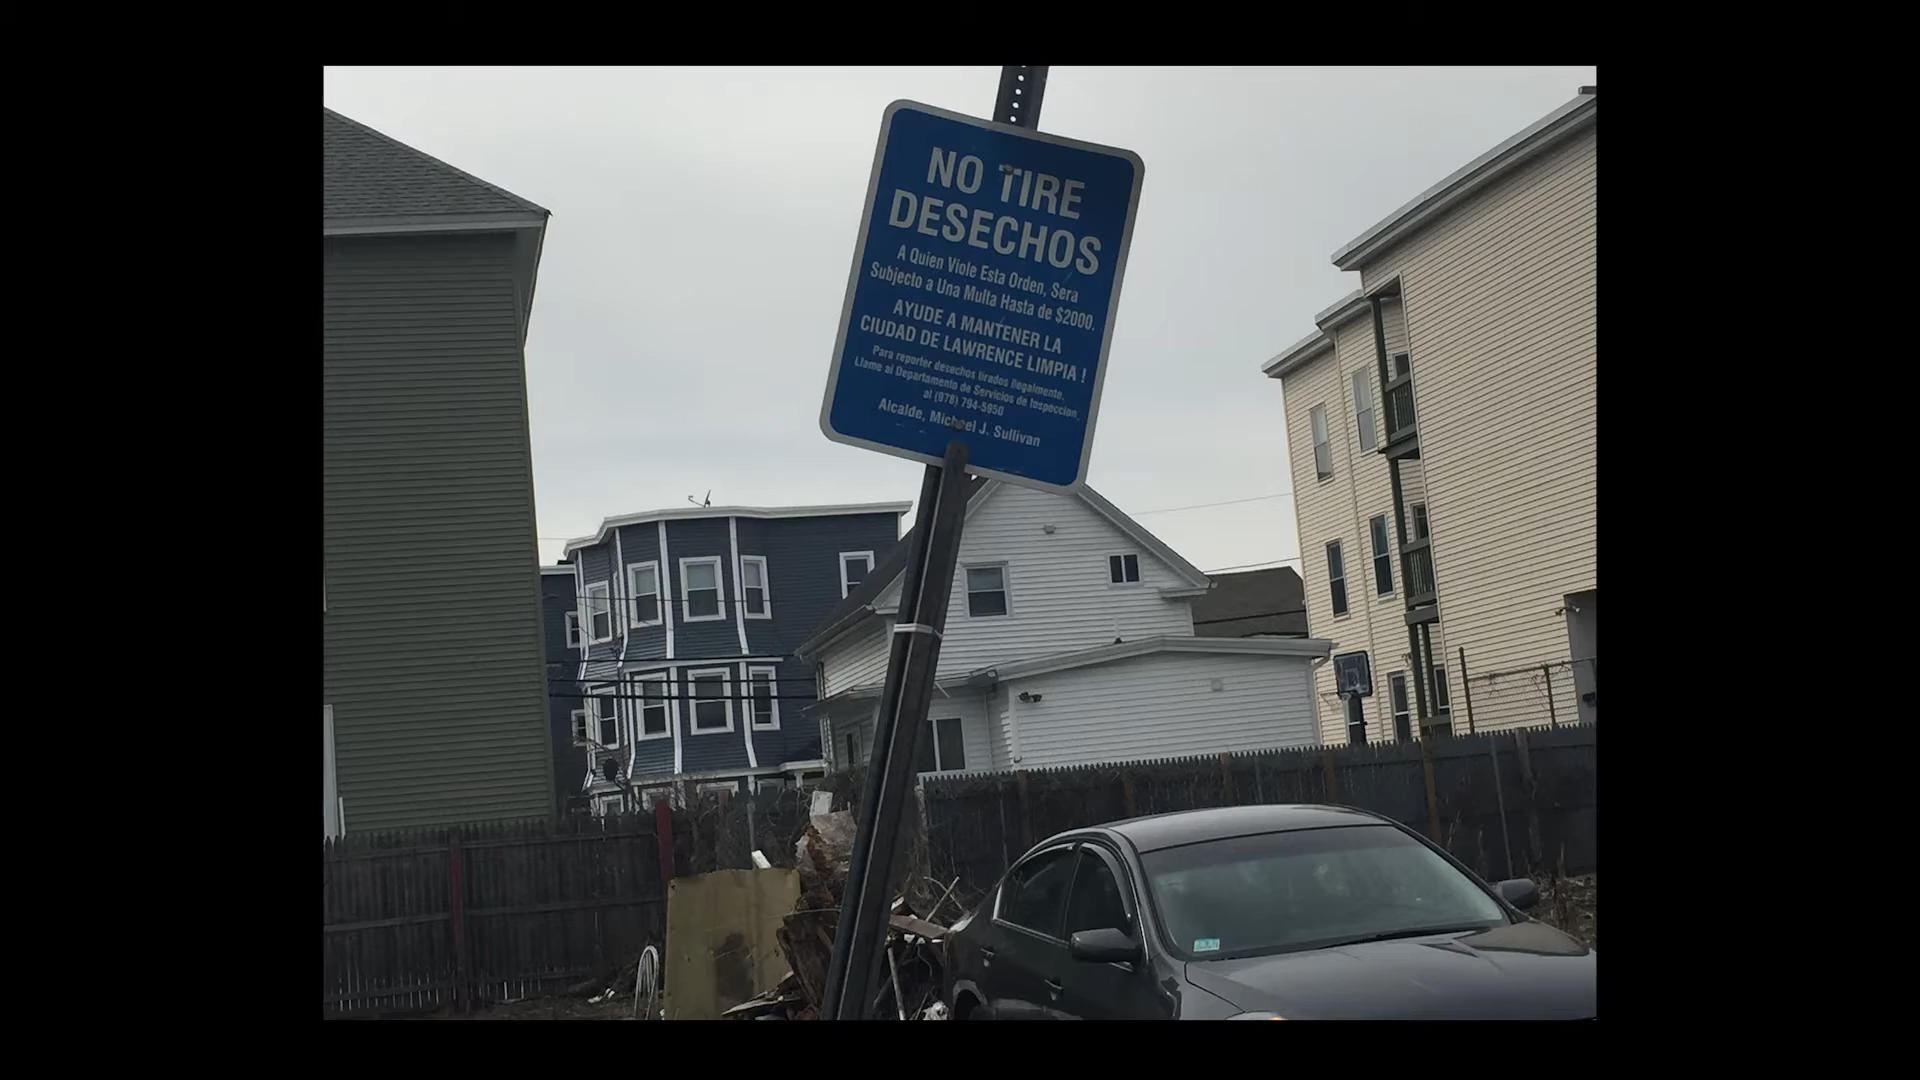 NO TIRE
DESECHOS
A Quien Viole Esta Orden, Sera
Subjecto a Una Multa Hasta de $2000.
AYUDE A MANTENER LA
CIUDAD DE LAWRENCE LIMPIA !
Para reporter desechos tirados ilegalmente,
Llame al Departamento de Servicios de Inspeccion
al (978) 794-5950
Alcalde, Michael J. Sullivan